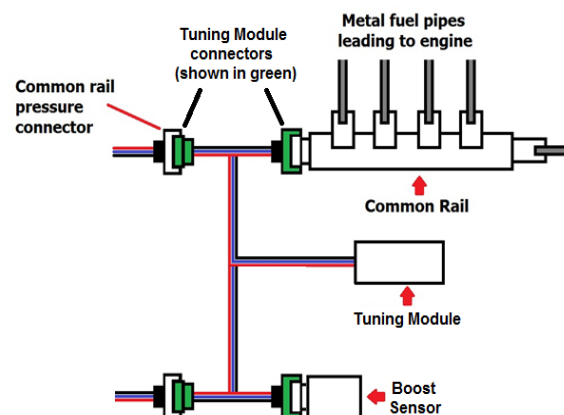 Tuning Module
connectors
(shown in green)
Metal fuel pipes
leading to engine
Common rail
pressure
connector
Common Rail
Tuning Module
Boost
Sensor